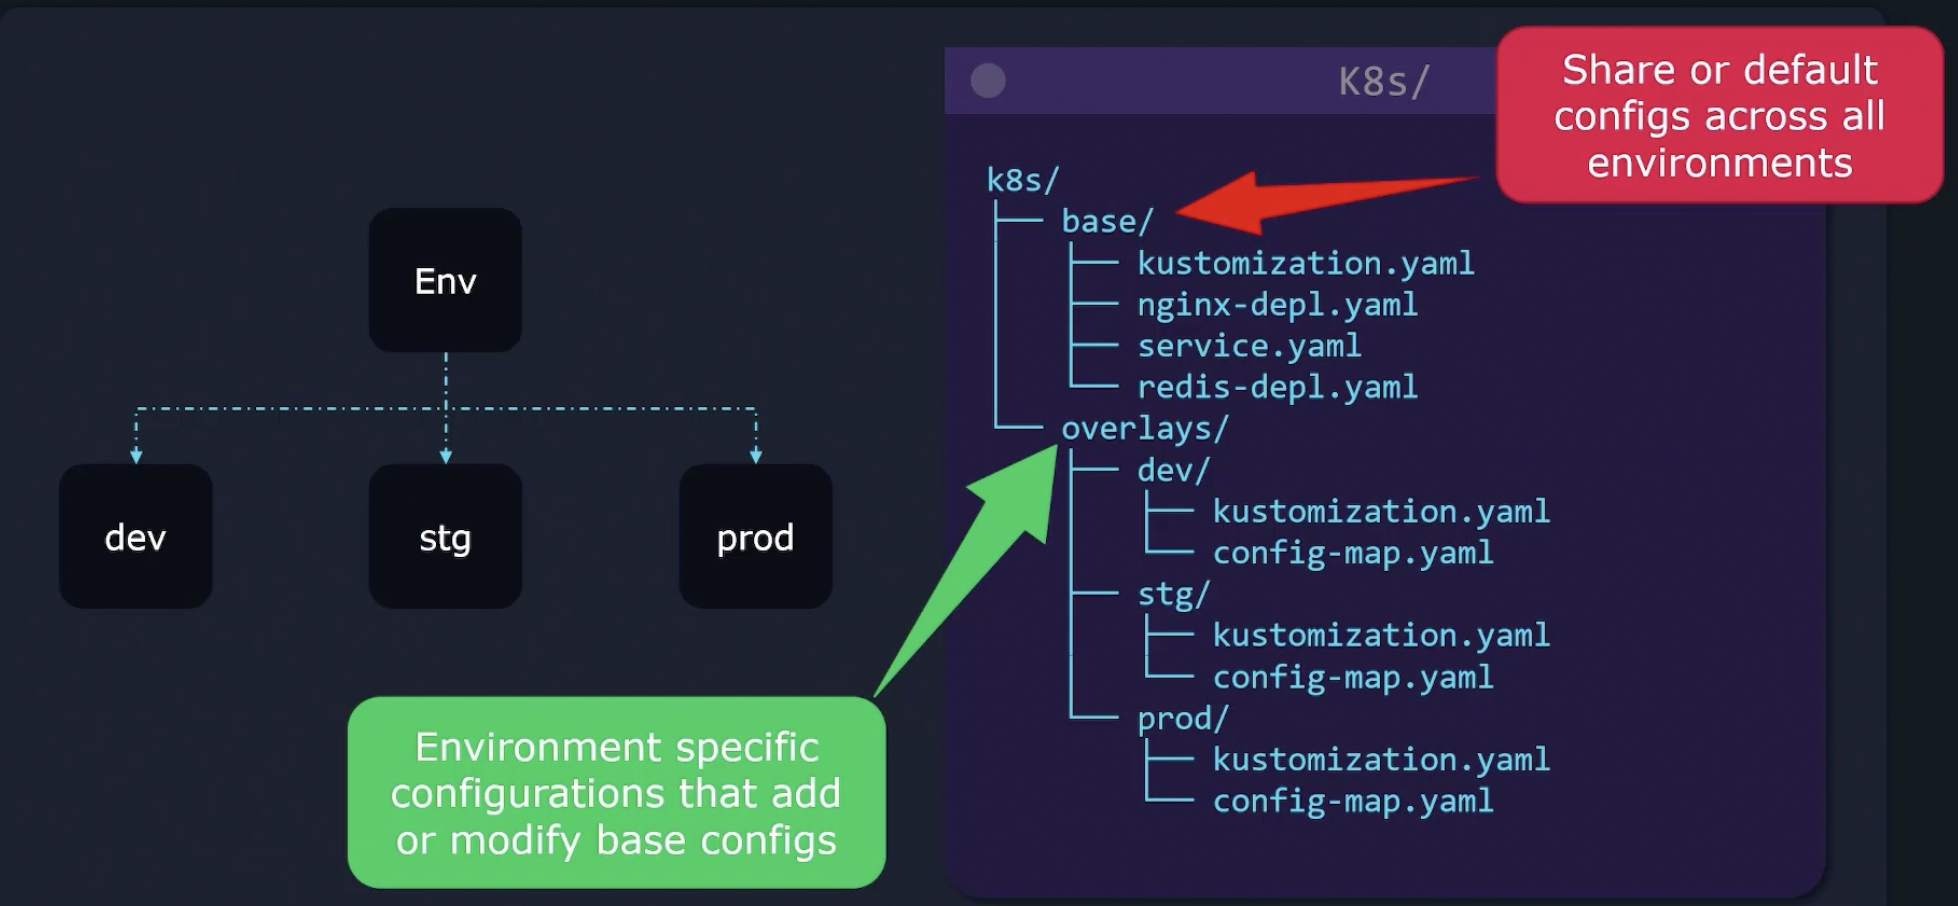 Env
dev
stg
prod
Environment specific
configurations that add
or modify base configs
K8s/
Share or default
configs across all
environments
k8s/
base/
kustomization.yaml
nginx-depl.yaml
service.yaml
redis-depl.yaml
overlays/
dev/
kustomization.yaml
config-map.yaml
stg/
kustomization.yaml
config-map.yaml
prod/
kustomization.yaml
config-map.yaml